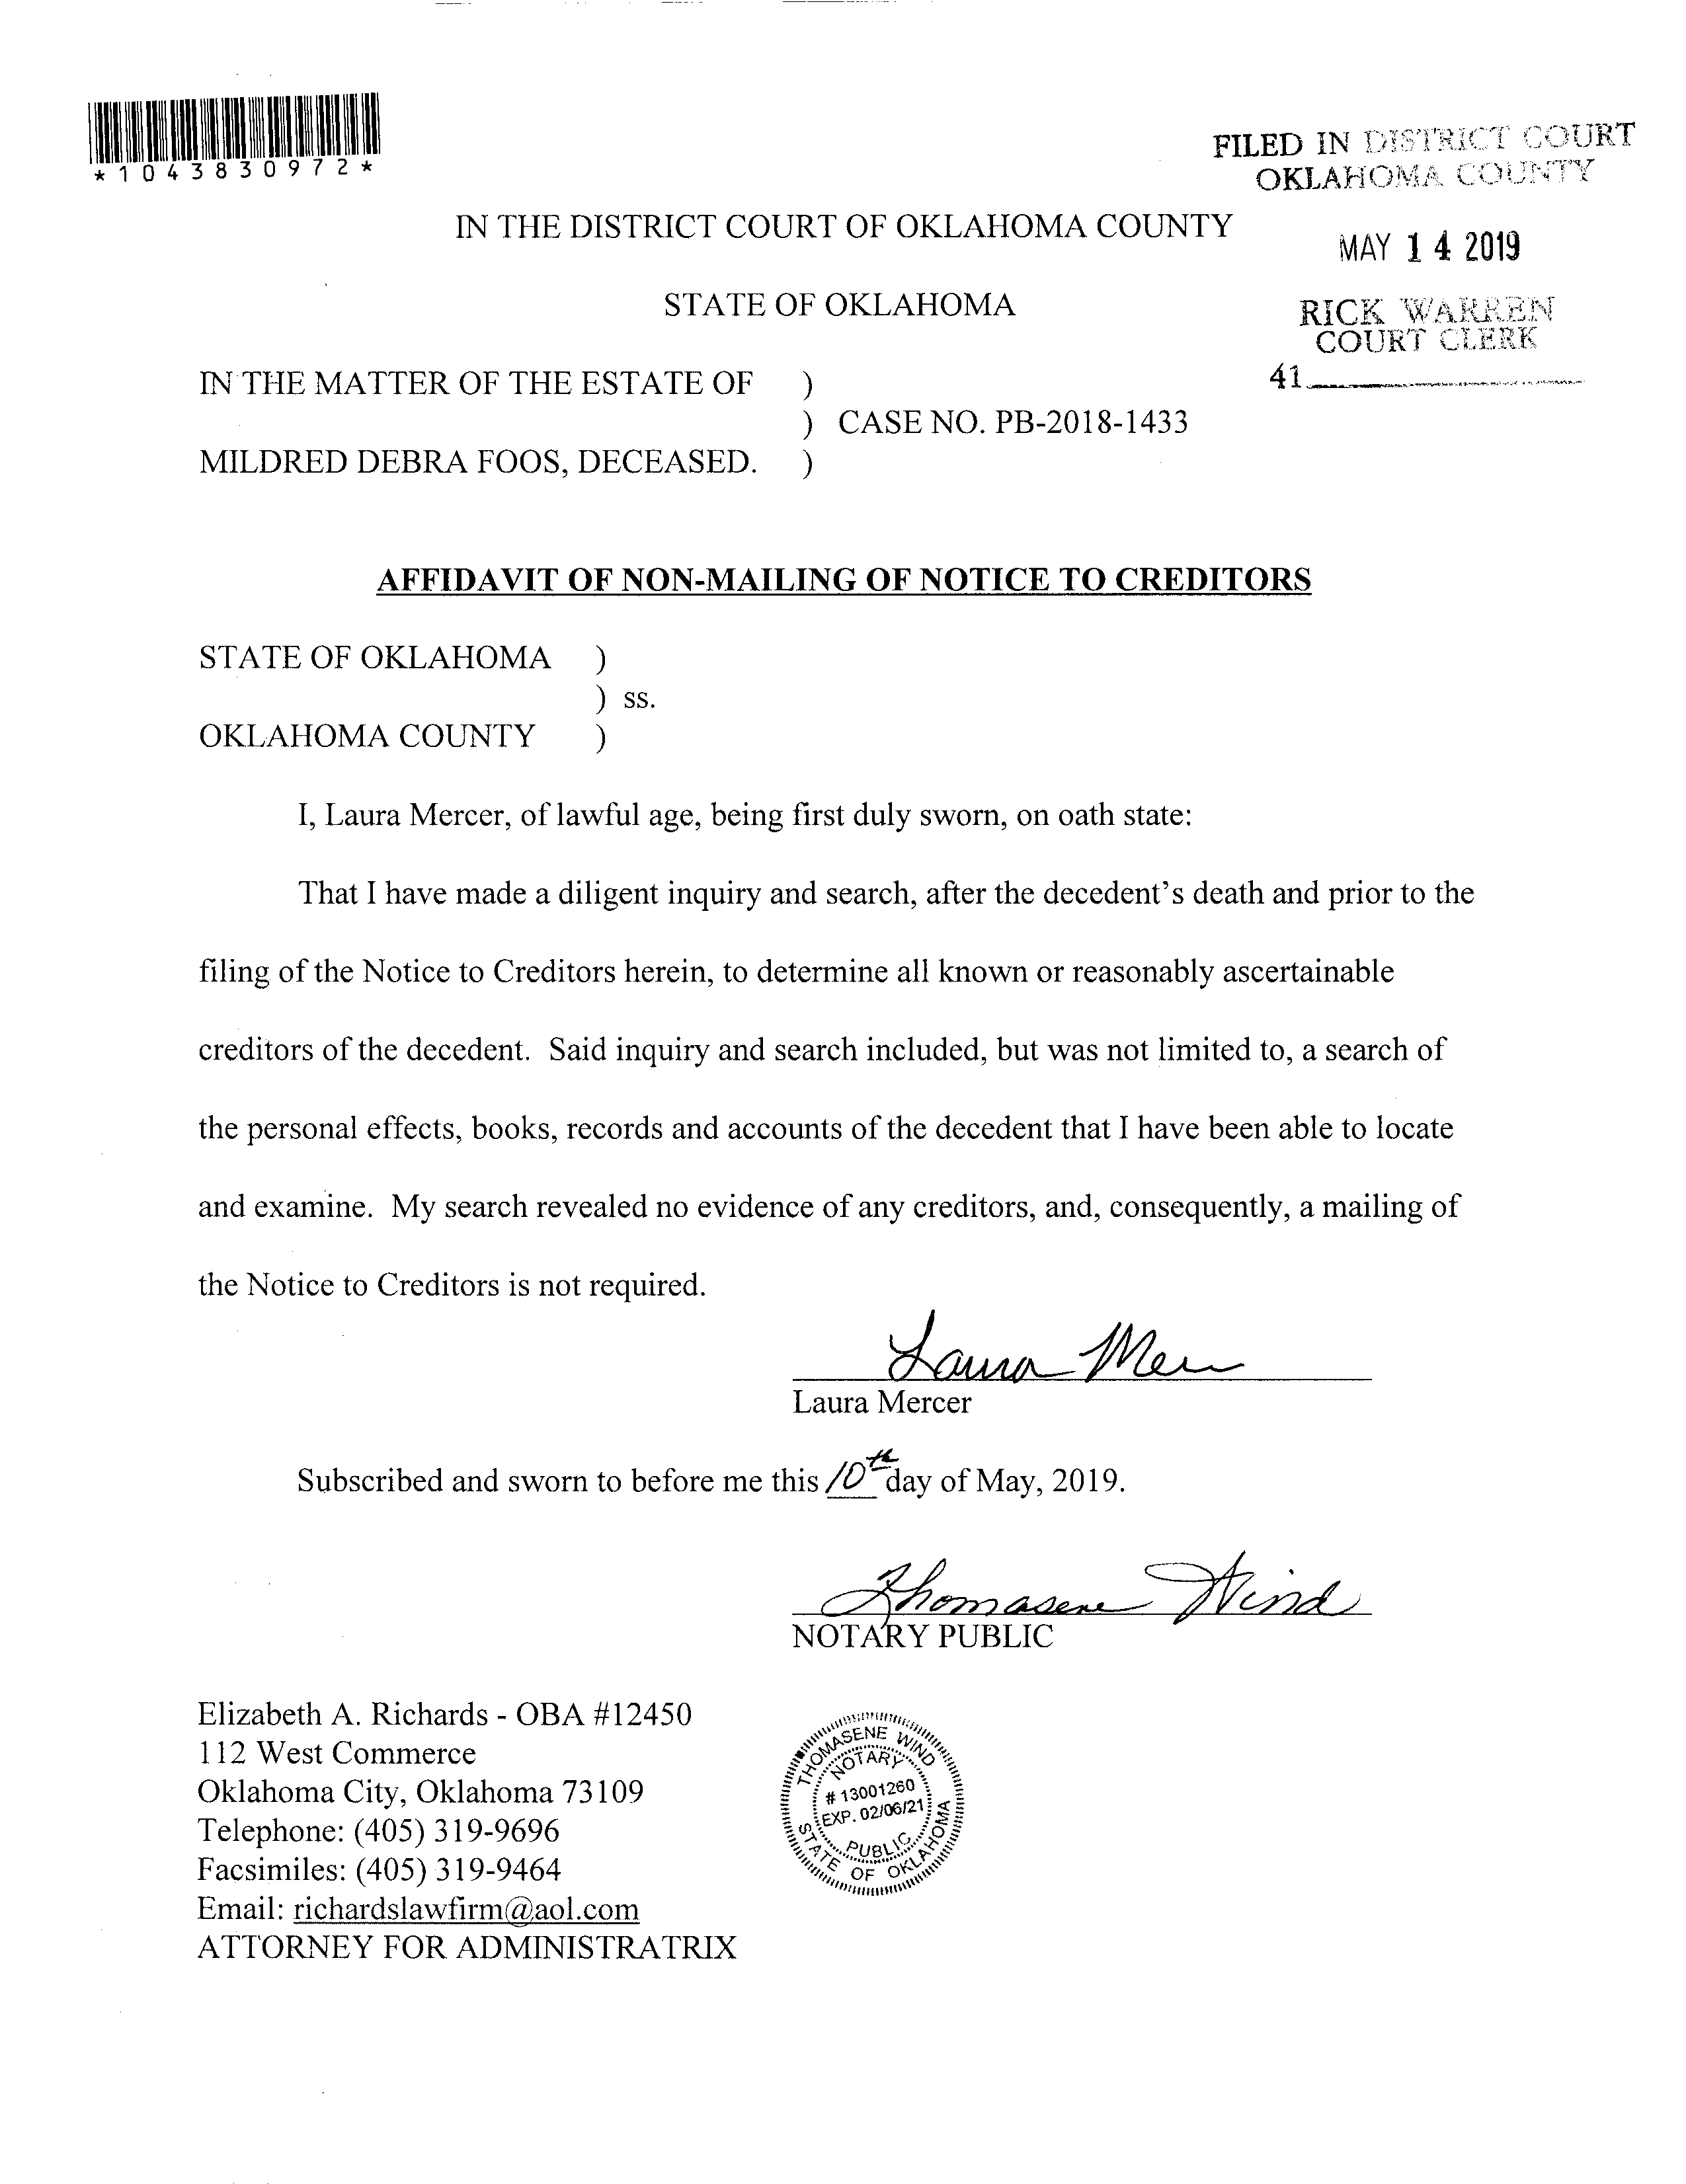 *1043830972*
FILED IN DISTRICT COURT
OKLAHOMA COUNTY
MAY 14 2019
RICK WARREN
COURT CLERK
41
IN THE DISTRICT COURT OF OKLAHOMA COUNTY
STATE OF OKLAHOMA
IN THE MATTER OF THE ESTATE OF )
) CASE NO. PB-2018-1433
MILDRED DEBRA FOOS, DECEASED. )
AFFIDAVIT OF NON-MAILING OF NOTICE TO CREDITORS
STATE OF OKLAHOMA )
) ss.
OKLAHOMA COUNTY )
I, Laura Mercer, of lawful age, being first duly sworn, on oath state:
That I have made a diligent inquiry and search, after the decedent's death and prior to the
filing of the Notice to Creditors herein, to determine all known or reasonably ascertainable
creditors of the decedent. Said inquiry and search included, but was not limited to, a search of
the personal effects, books, records and accounts of the decedent that I have been able to locate
and examine. My search revealed no evidence of any creditors, and, consequently, a mailing of
the Notice to Creditors is not required.
Laura Mer
Laura Mercer
Subscribed and sworn to before me this 10th day of May, 2019.
Thomasene Wind
NOTARY PUBLIC
Elizabeth A. Richards - OBA #12450
112 West Commerce
Oklahoma City, Oklahoma 73109
Telephone: (405) 319-9696
Facsimiles: (405) 319-9464
Email: richardslawfirm@aol.com
ATTORNEY FOR ADMINISTRATRIX
THOMASENE WIND
NOTARY
# 13001260
EXP. 02/06/21
PUBLIC
STATE OF OKLAHOMA